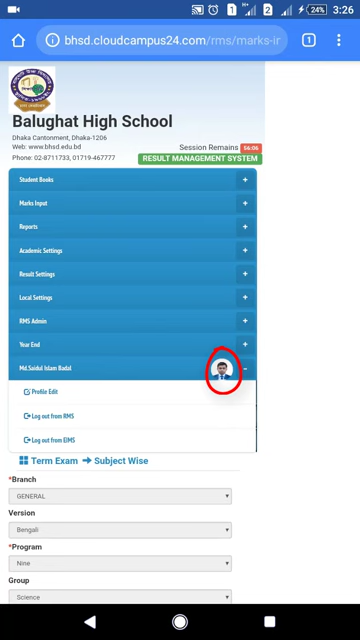 24% 3:26
bhsd.cloudcampus24.com/rms/marks-ir
1
Balughat High School
Dhaka Cantonment, Dhaka-1206
Web: www.bhsd.edu.bd
Phone: 02-8711733, 01719-467777
Session Remains 56:06
RESULT MANAGEMENT SYSTEM
Student Books +
Marks Input +
Reports +
Academic Settings +
Result Settings +
Local Settings +
RMS Admin +
Year End +
Md.Saidul Islam Badal -
Profile Edit
Log out from RMS
Log out from EIMS
Term Exam Subject Wise
*Branch
GENERAL
Version
Bengali
*Program
Nine
Group
Science